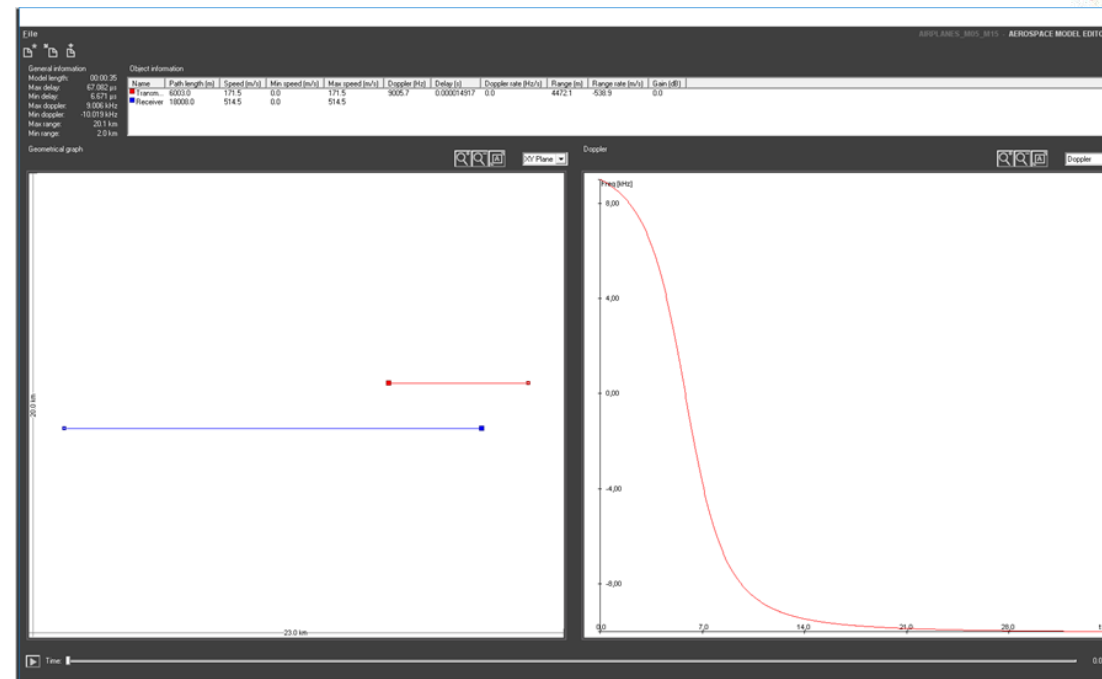 File
AIRPLANES_M05_M15 - AEROSPACE MODEL EDITO
General information
Model length: 00:00:35
Max delay: 67.082 µs
Min delay: 6.671 µs
Max doppler: 9.006 kHz
Min doppler: -10.019 kHz
Max range: 20.1 km
Min range: 2.0 km
Object information
Name Path length (m) Speed (m/s) Min speed (m/s) Max speed (m/s) Doppler (Hz) Delay (s) Doppler rate (Hz/s) Range (m) Range rate (m/s) Gain (dB)
Transm... 6003.0 171.5 0.0 171.5 9005.7 0.000014917 0.0 4472.1 -538.9 0.0
Receiver 18008.0 514.5 0.0 514.5
Geometrical graph
XY Plane
20.0 km
23.0 km
Doppler
Doppler
Freq [kHz]
8,00
4,00
0,00
-4,00
-8,00
0,0 7,0 14,0 21,0 28,0
Time:
0.0